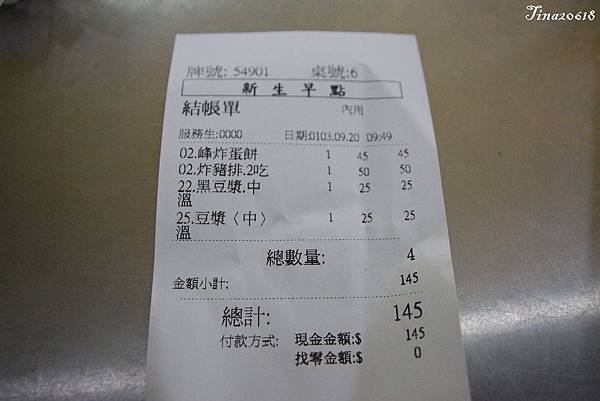 Tina20618
牌號: 54901 桌號:6
新生早點
結帳單 內用
服務生:0000 日期:0103.09.20 09:49
02.峰炸蛋餅 1 45 45
02.炸豬排.2吃 1 50 50
22.黑豆漿.中 1 25 25
溫
25.豆漿〈中〉 1 25 25
溫
總數量: 4
金額小計: 145
總計: 145
付款方式: 現金金額:$ 145
找零金額:$ 0